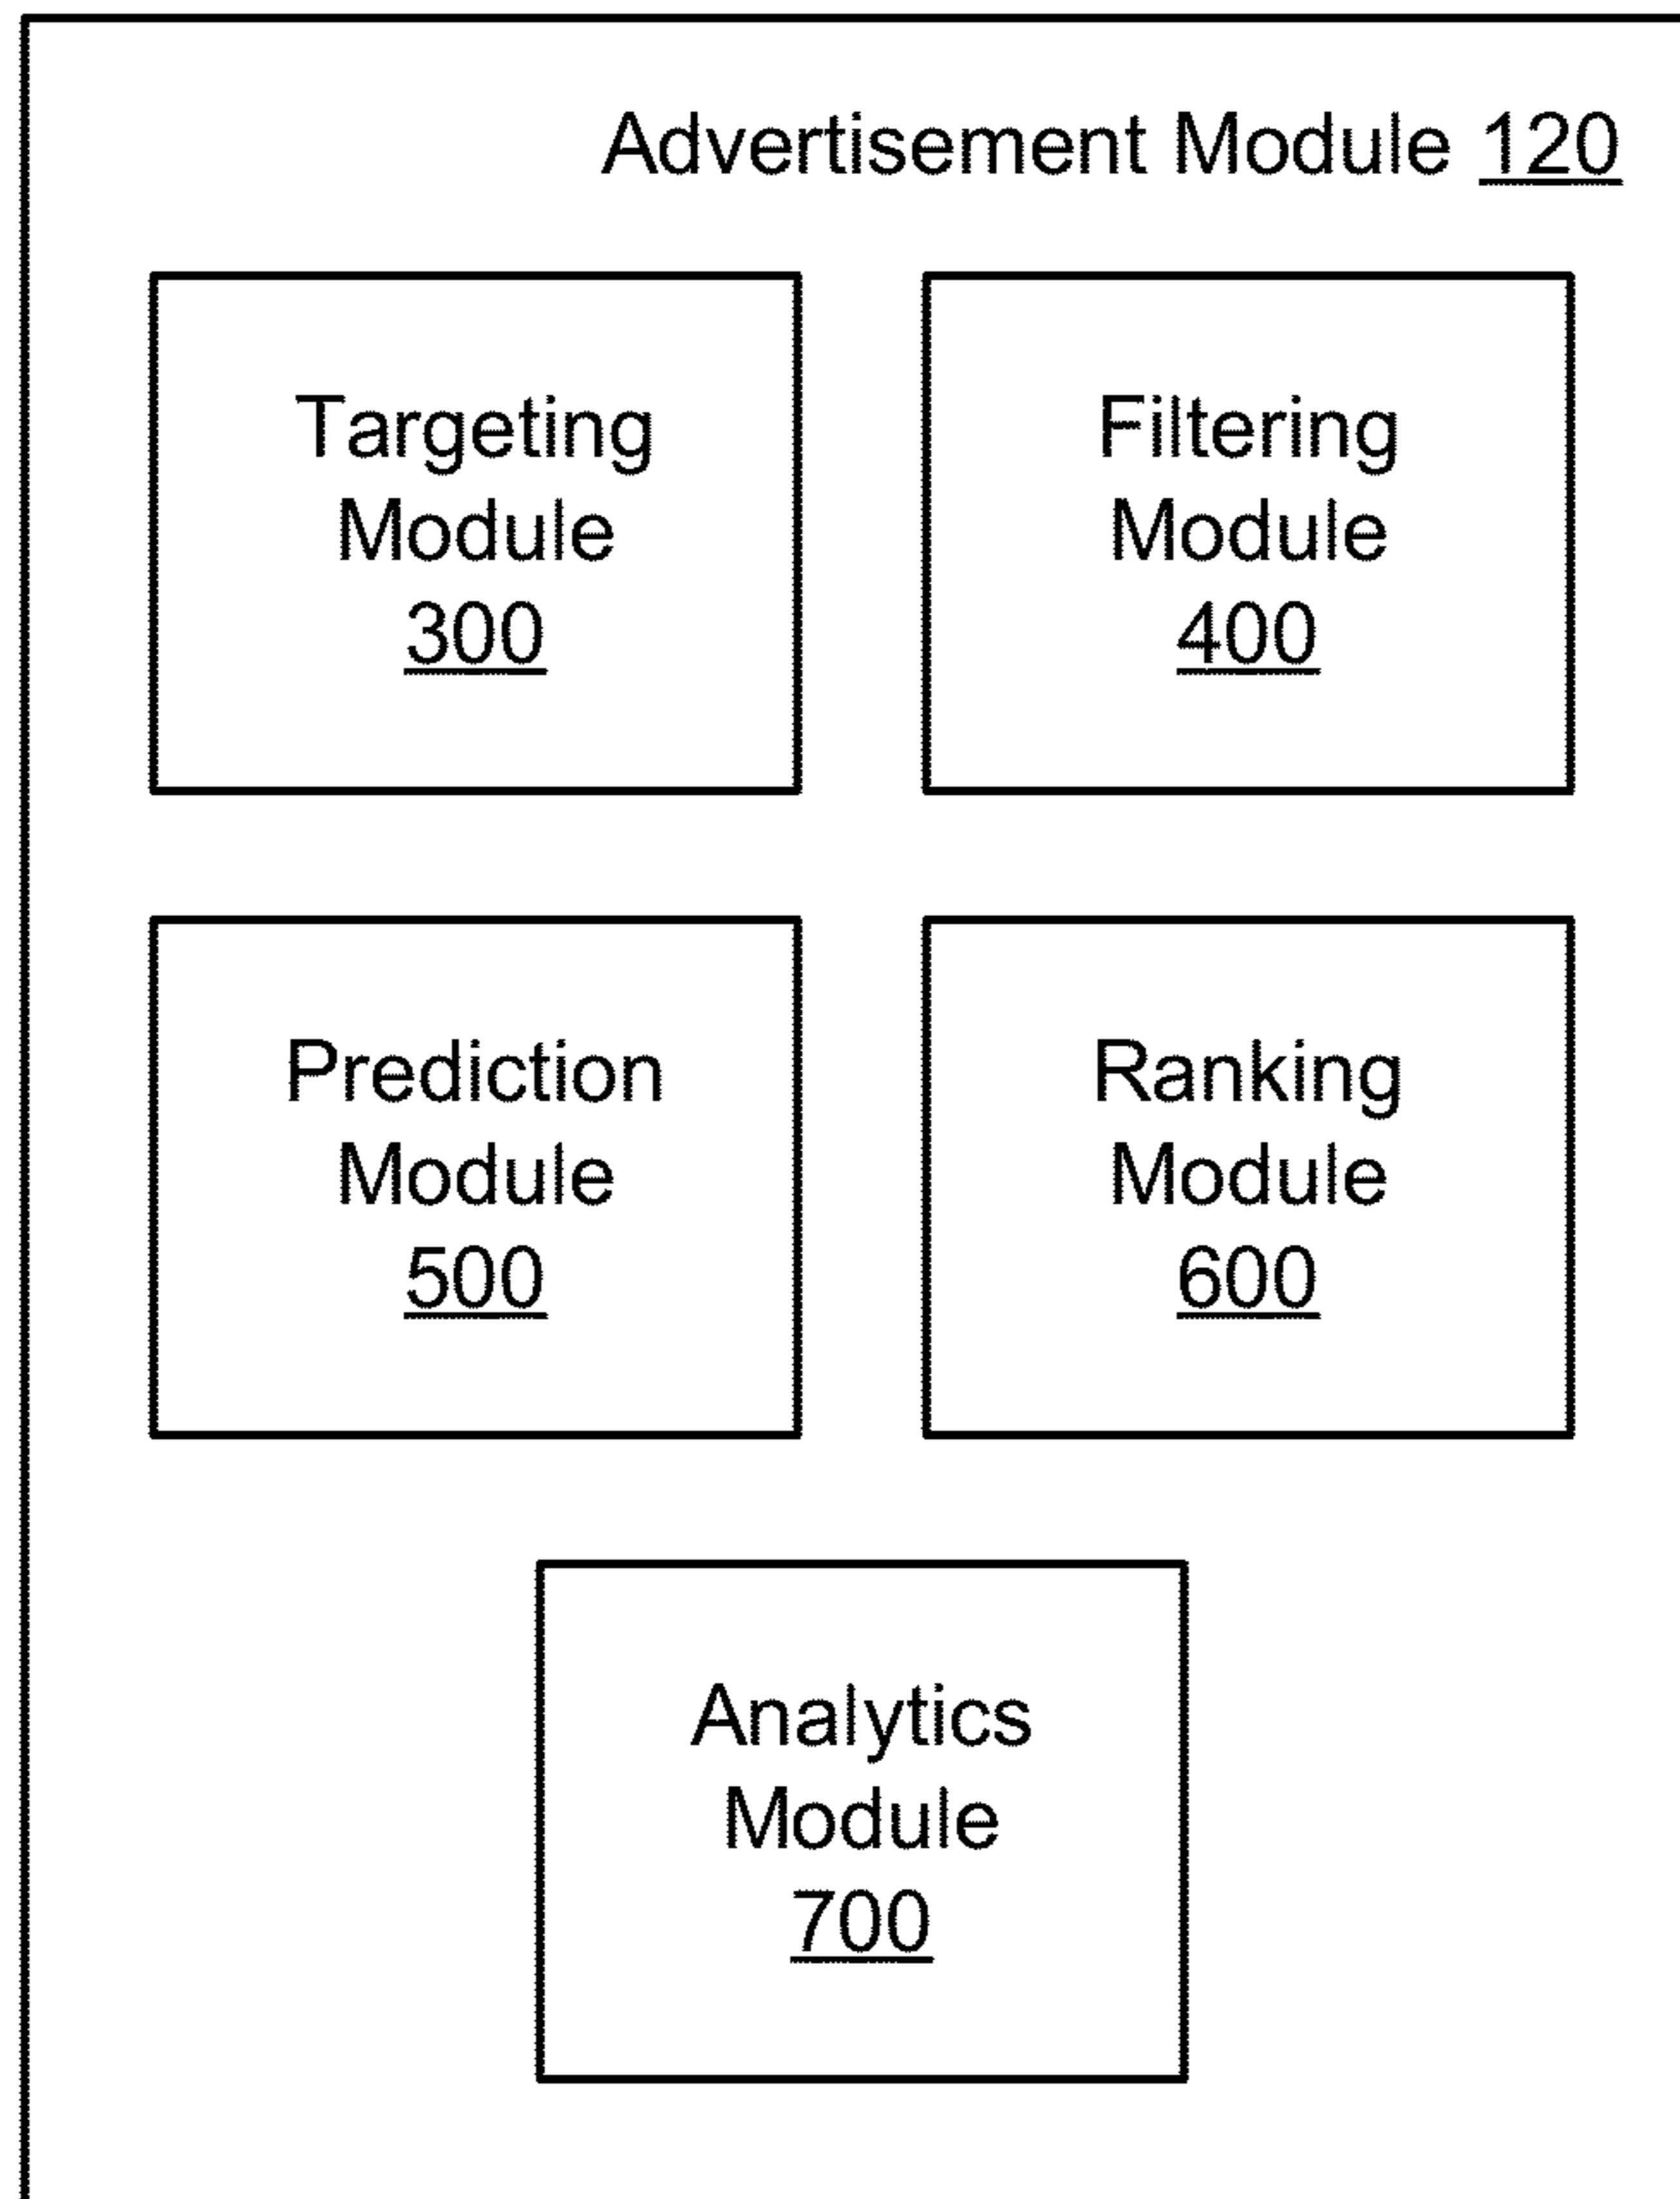 Advertisement Module 120
Targeting
Module
300
Filtering
Module
400
Prediction
Module
500
Ranking
Module
600
Analytics
Module
700